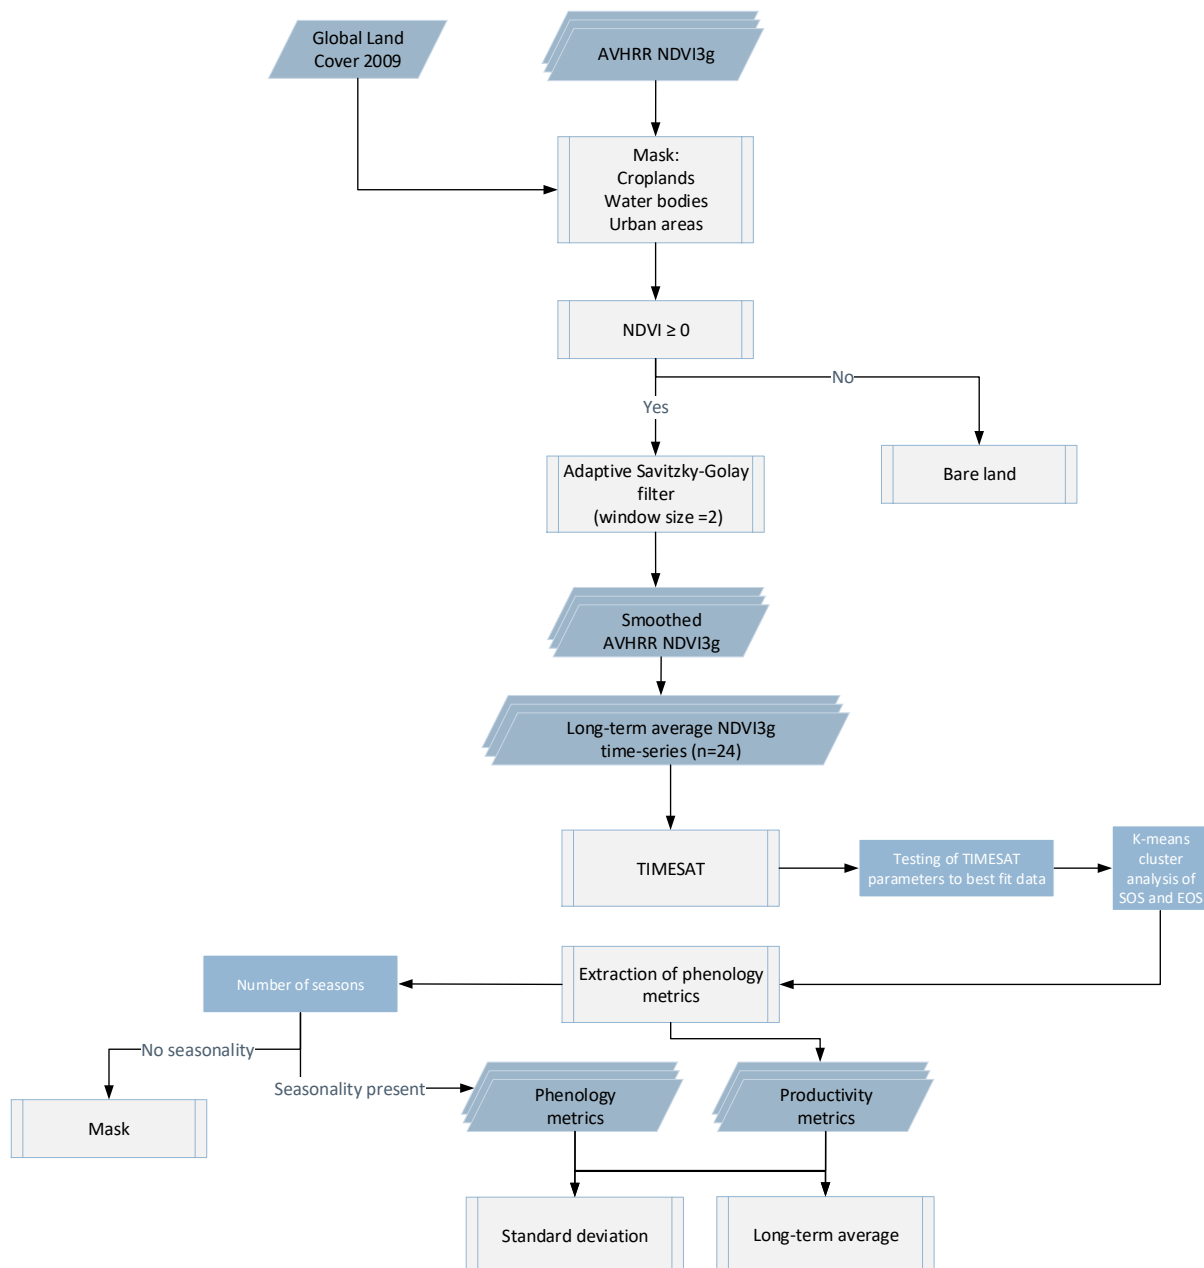 Global Land
Cover 2009
AVHRR NDVI3g
Mask:
Croplands
Water bodies
Urban areas
NDVI ≥ 0
No
Yes
Adaptive Savitzky-Golay
filter
(window size =2)
Bare land
Smoothed
AVHRR NDVI3g
Long-term average NDVI3g
time-series (n=24)
TIMESAT
Testing of TIMESAT
parameters to best fit data
K-means
cluster
analysis of
SOS and EOS
Extraction of phenology
metrics
Number of seasons
No seasonality
Seasonality present
Mask
Phenology
metrics
Productivity
metrics
Standard deviation
Long-term average